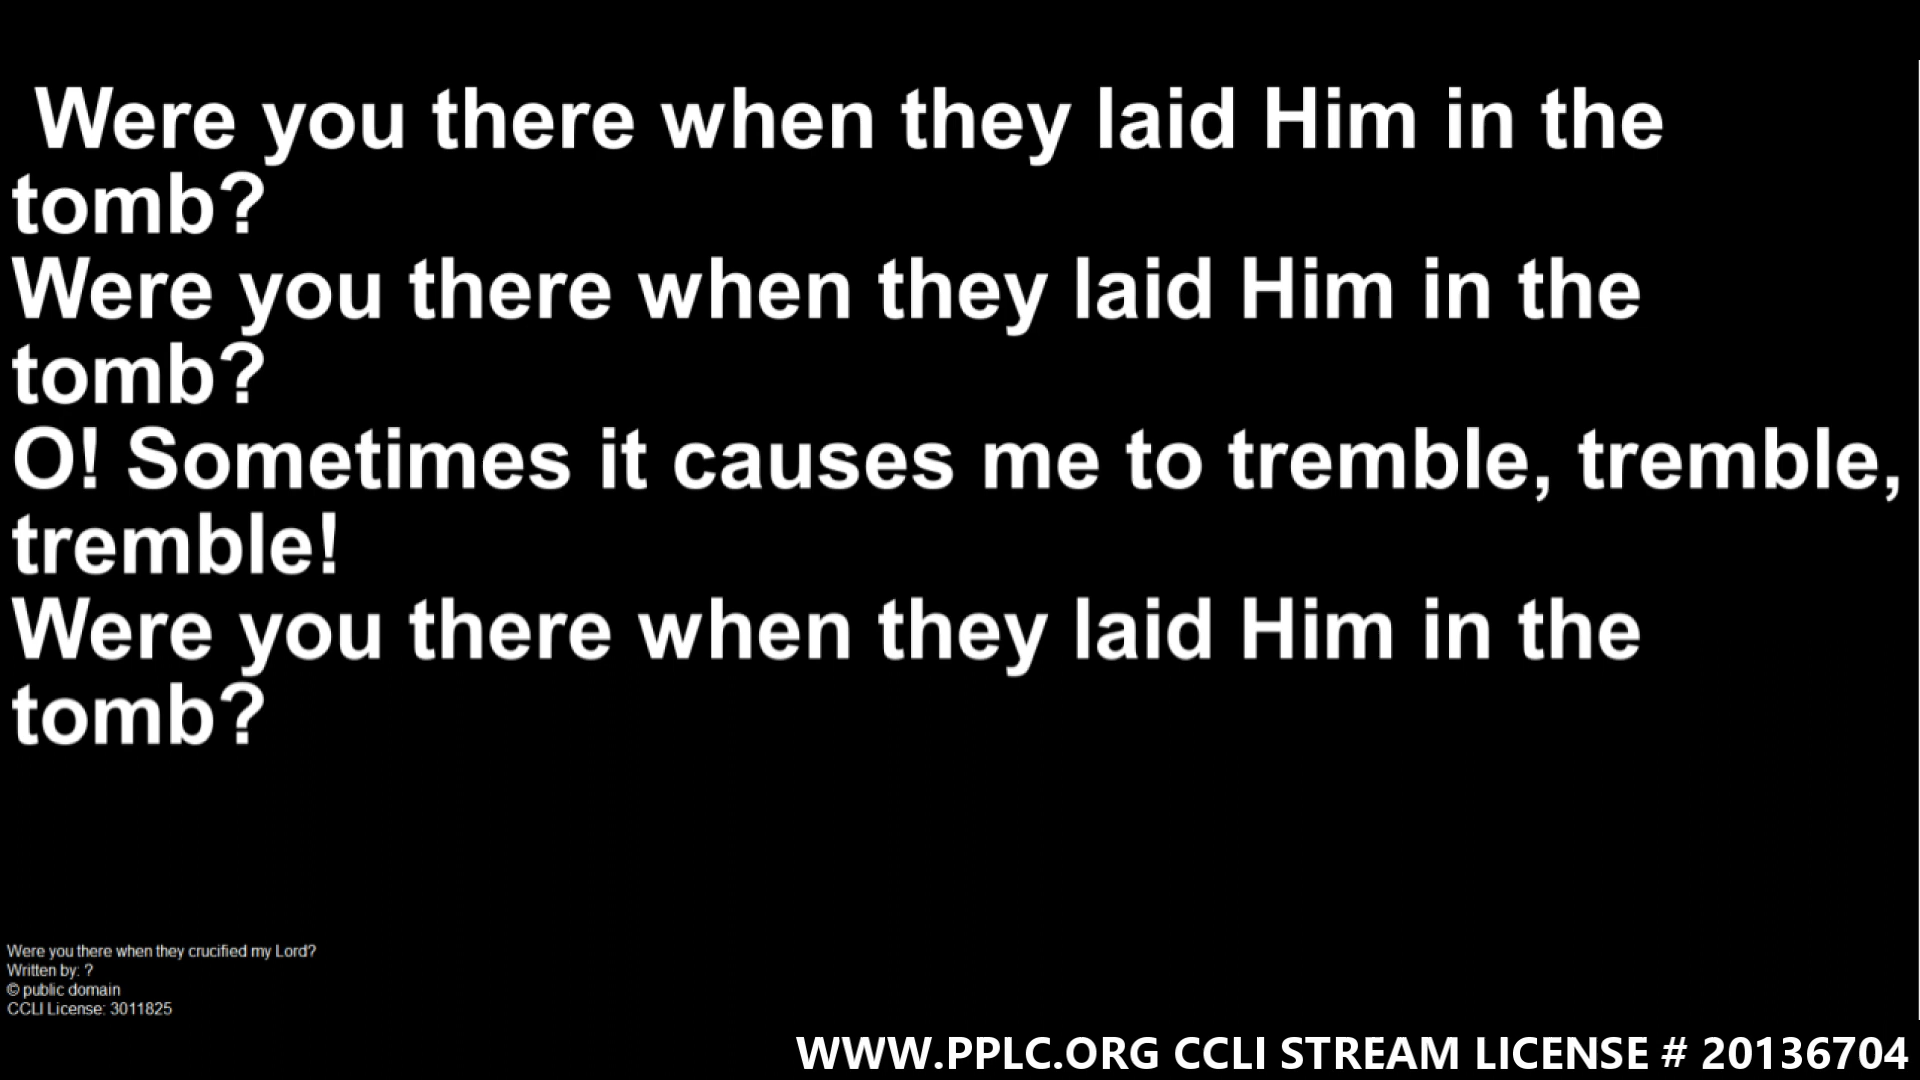 Were you there when they laid Him in the
tomb?
Were you there when they laid Him in the
tomb?
O! Sometimes it causes me to tremble, tremble,
tremble!
Were you there when they laid Him in the
tomb?
Were you there when they crucified my Lord?
Written by: ?
© public domain
CCLI License: 3011825
WWW.PPLC.ORG CCLI STREAM LICENSE # 20136704